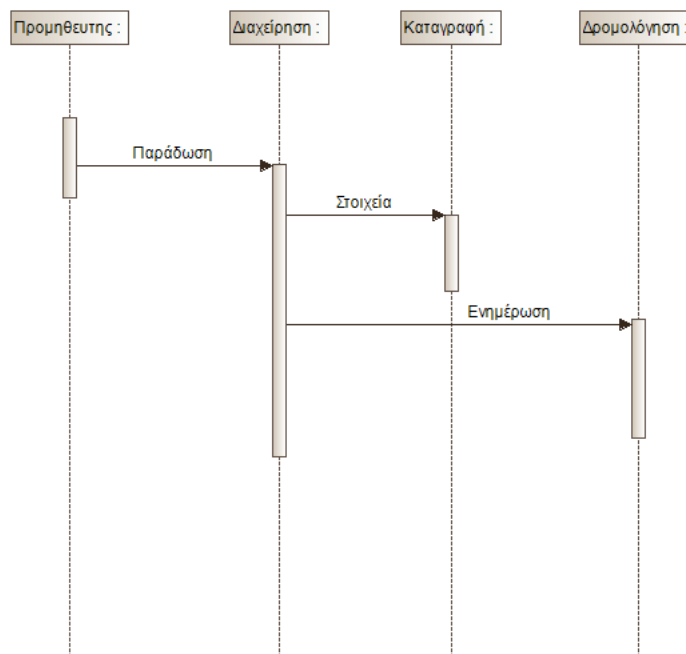 Προμηθευτης :
Διαχείρηση :
Καταγραφή :
Δρομολόγηση :
Παράδωση
Στοιχεία
Ενημέρωση